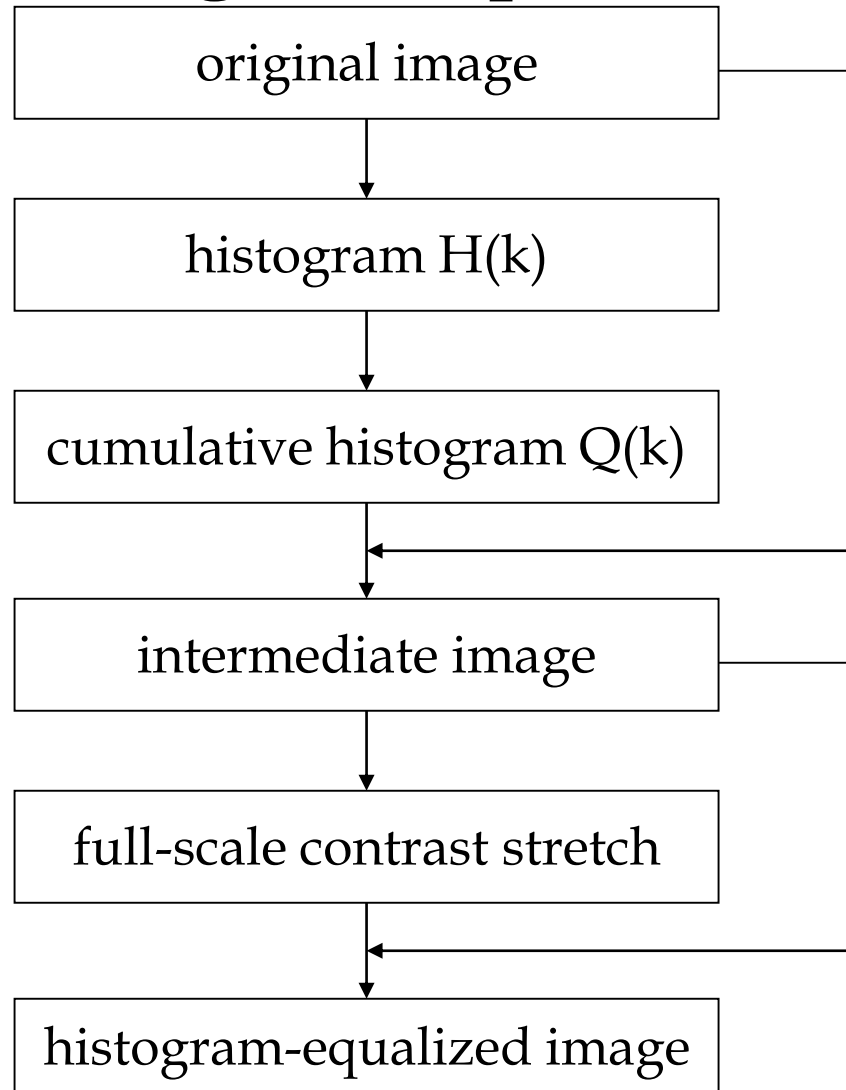 original image
histogram H(k)
cumulative histogram Q(k)
intermediate image
full-scale contrast stretch
histogram-equalized image